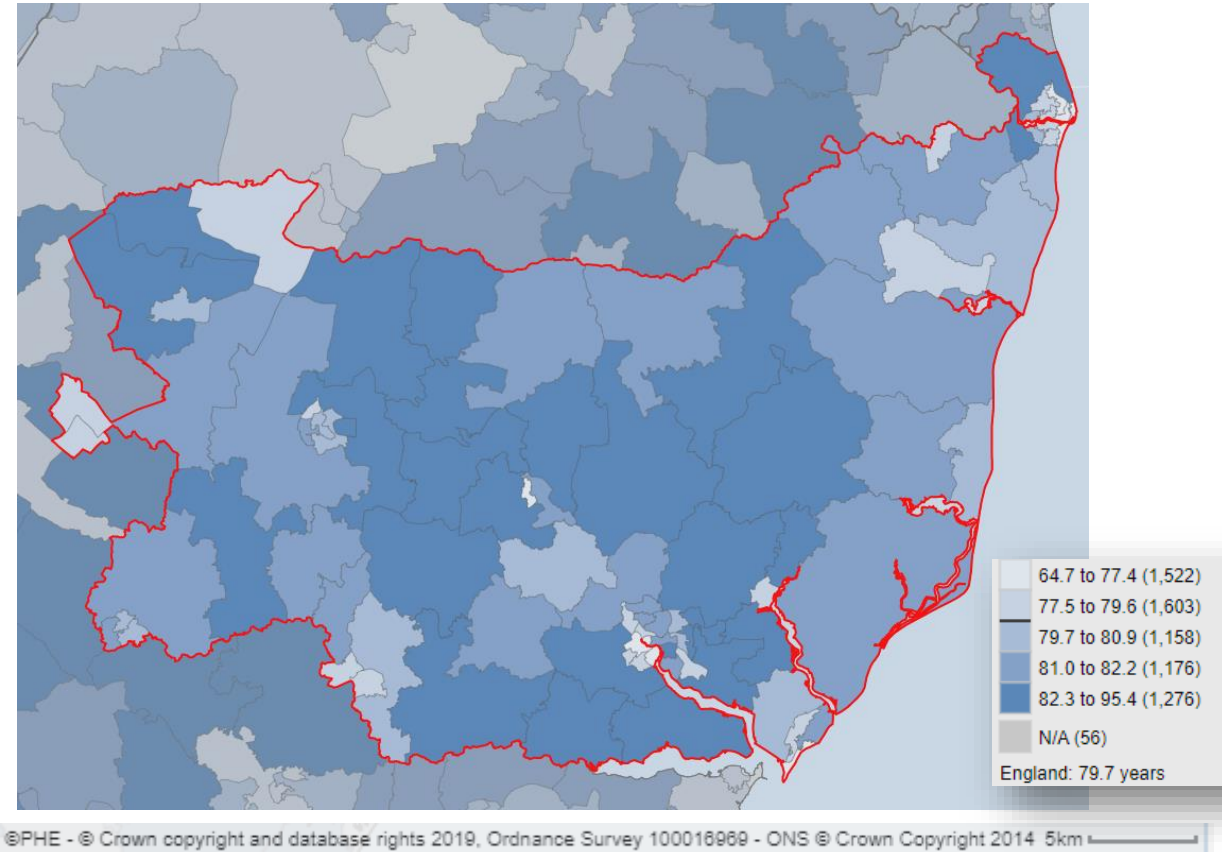 64.7 to 77.4 (1,522)
77.5 to 79.6 (1,603)
79.7 to 80.9 (1,158)
81.0 to 82.2 (1,176)
82.3 to 95.4 (1,276)
N/A (56)
England: 79.7 years
©PHE - © Crown copyright and database rights 2019, Ordnance Survey 100016969 - ONS © Crown Copyright 2014 5km